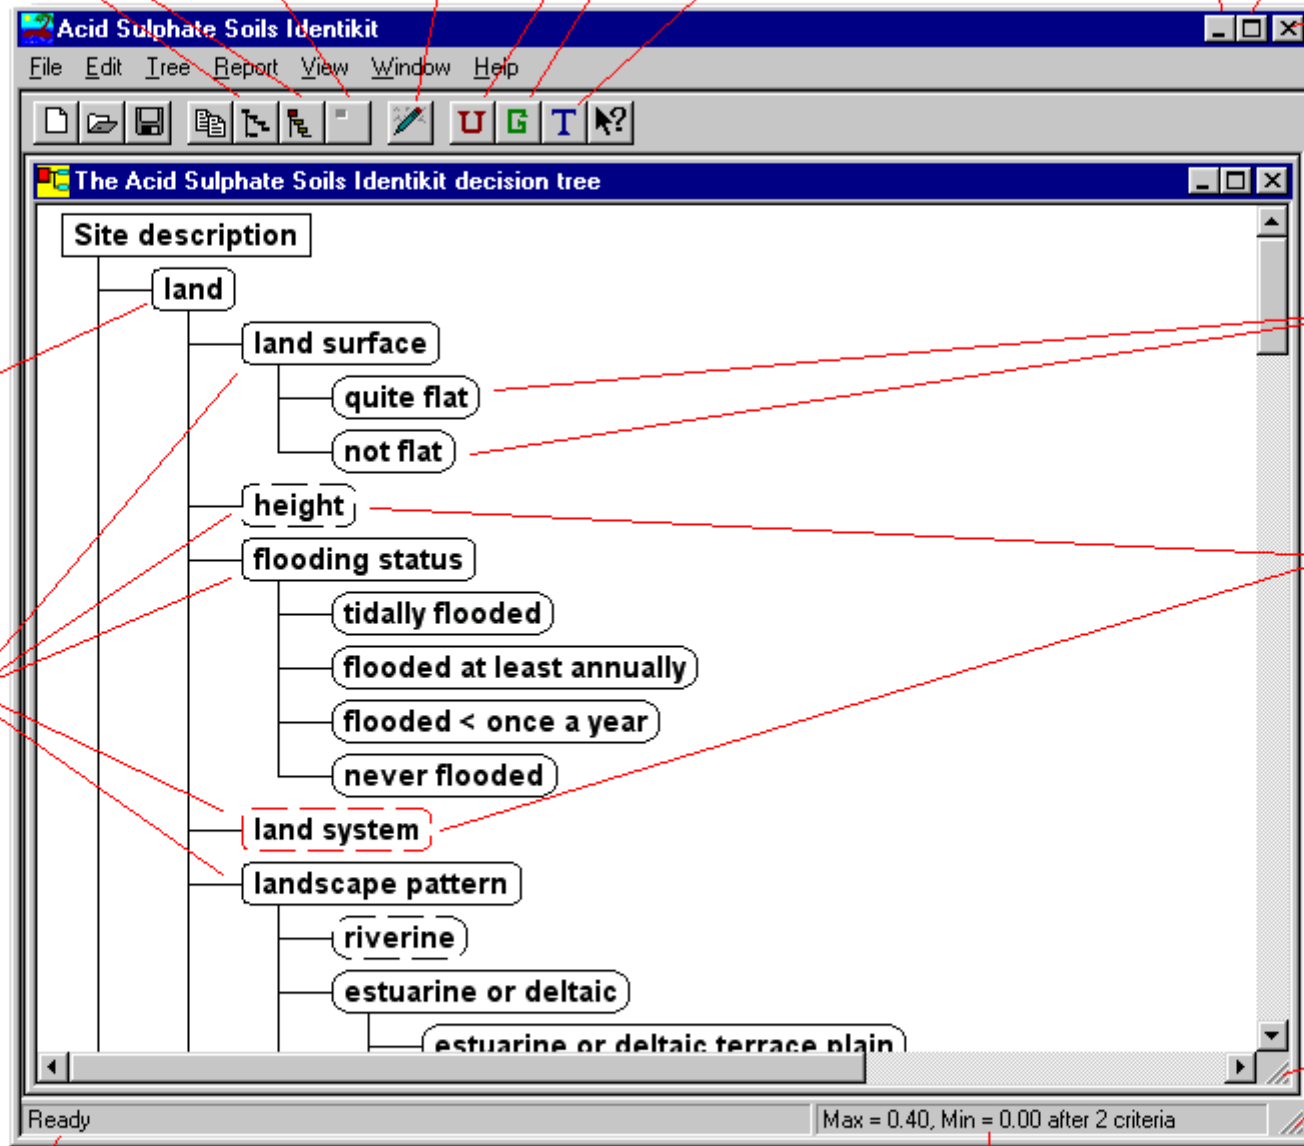 Acid Sulphate Soils Identikit
File Edit Tree Report View Window Help
U G T ?
The Acid Sulphate Soils Identikit decision tree
Site description
land
land surface
quite flat
not flat
height
flooding status
tidally flooded
flooded at least annually
flooded < once a year
never flooded
land system
landscape pattern
riverine
estuarine or deltaic
estuarine or deltaic terrace plain
Ready Max = 0.40, Min = 0.00 after 2 criteria